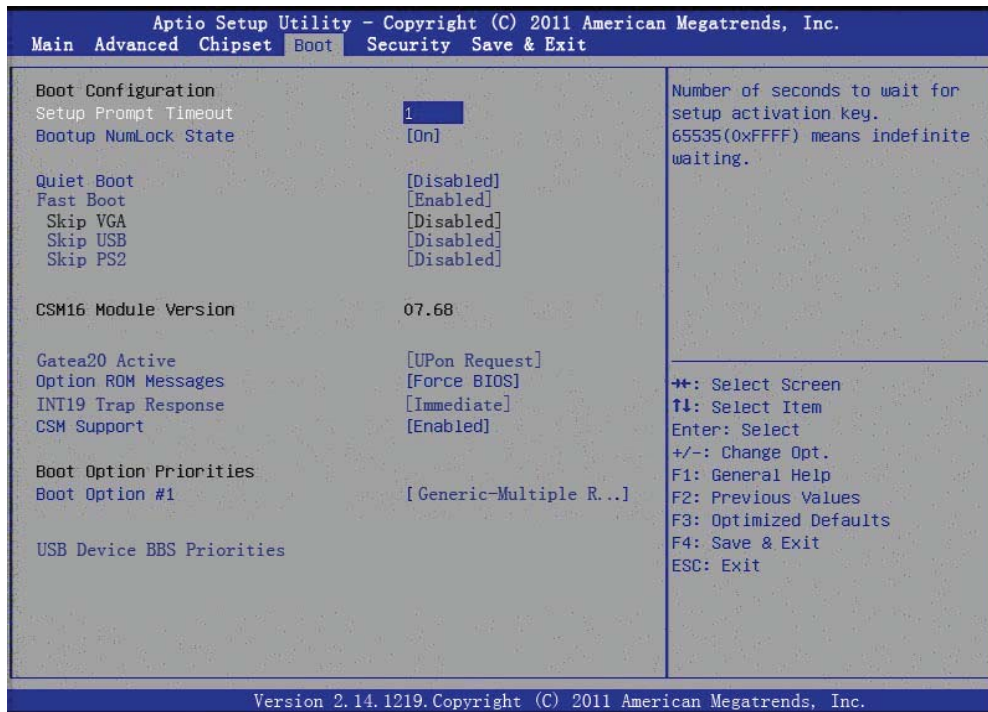 Aptio Setup Utility - Copyright (C) 2011 American Megatrends, Inc.
Main Advanced Chipset Boot Security Save & Exit
Boot Configuration
Setup Prompt Timeout 1
Bootup NumLock State [On]
Quiet Boot [Disabled]
Fast Boot [Enabled]
Skip VGA [Disabled]
Skip USB [Disabled]
Skip PS2 [Disabled]
CSM16 Module Version 07.68
Gatea20 Active [UPon Request]
Option ROM Messages [Force BIOS]
INT19 Trap Response [Immediate]
CSM Support [Enabled]
Boot Option Priorities
Boot Option #1 [Generic-Multiple R...]
USB Device BBS Priorities
Number of seconds to wait for
setup activation key.
65535(0xFFFF) means indefinite
waiting.
→←: Select Screen
↑↓: Select Item
Enter: Select
+/-: Change Opt.
F1: General Help
F2: Previous Values
F3: Optimized Defaults
F4: Save & Exit
ESC: Exit
Version 2.14.1219. Copyright (C) 2011 American Megatrends, Inc.